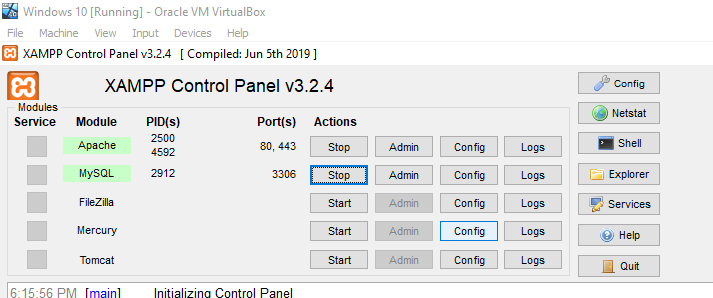 Windows 10 [Running] - Oracle VM VirtualBox
File Machine View Input Devices Help
XAMPP Control Panel v3.2.4 [ Compiled: Jun 5th 2019 ]
XAMPP Control Panel v3.2.4
Modules
Service Module PID(s) Port(s) Actions
Apache 2500 4592 80, 443 Stop Admin Config Logs
MySQL 2912 3306 Stop Admin Config Logs
FileZilla Start Admin Config Logs
Mercury Start Admin Config Logs
Tomcat Start Admin Config Logs
Config
Netstat
Shell
Explorer
Services
Help
Quit
6:15:56 PM [main] Initializing Control Panel